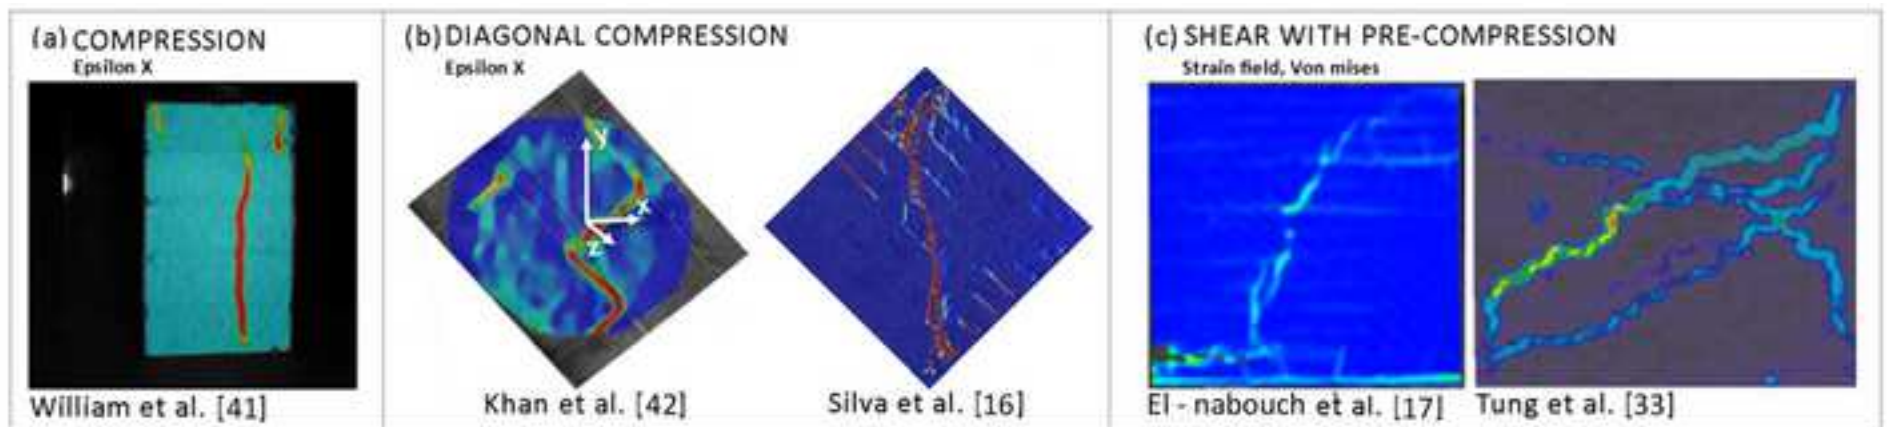 (a) COMPRESSION
Epsilon X
William et al. [41]
(b) DIAGONAL COMPRESSION
Epsilon X
y
x
z
Khan et al. [42]
Silva et al. [16]
(c) SHEAR WITH PRE-COMPRESSION
Strain field, Von mises
El - nabouch et al. [17]
Tung et al. [33]